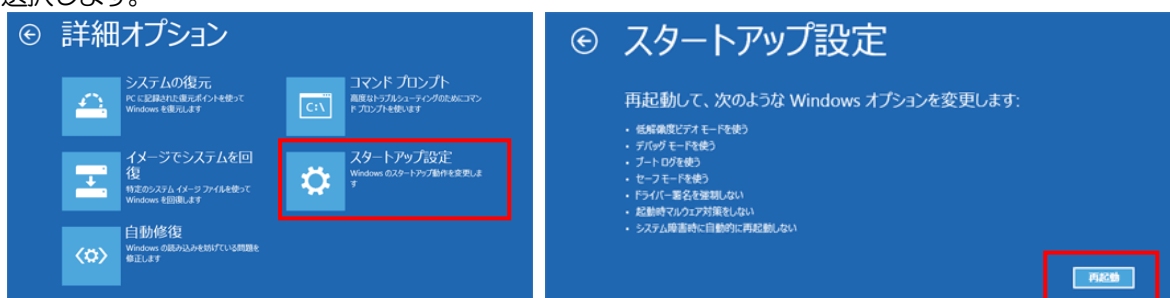 選択します。
詳細オプション
システムの復元
PC に記録された復元ポイントを使って
Windows を復元します
コマンド プロンプト
高度なトラブルシューティングのためにコマン
ド プロンプトを使います
C:\
イメージでシステムを回
復
特定のシステム イメージ ファイルを使って
Windows を回復します
スタートアップ設定
Windows のスタートアップ動作を変更しま
す
自動修復
Windows の読み込みを妨げている問題を
修正します
スタートアップ設定
再起動して、次のような Windows オプションを変更します:
• 低解像度ビデオ モードを使う
• デバッグ モードを使う
• ブート ログを使う
• セーフ モードを使う
• ドライバー署名を強制しない
• 起動時マルウェア対策をしない
• システム障害時に自動的に再起動しない
再起動